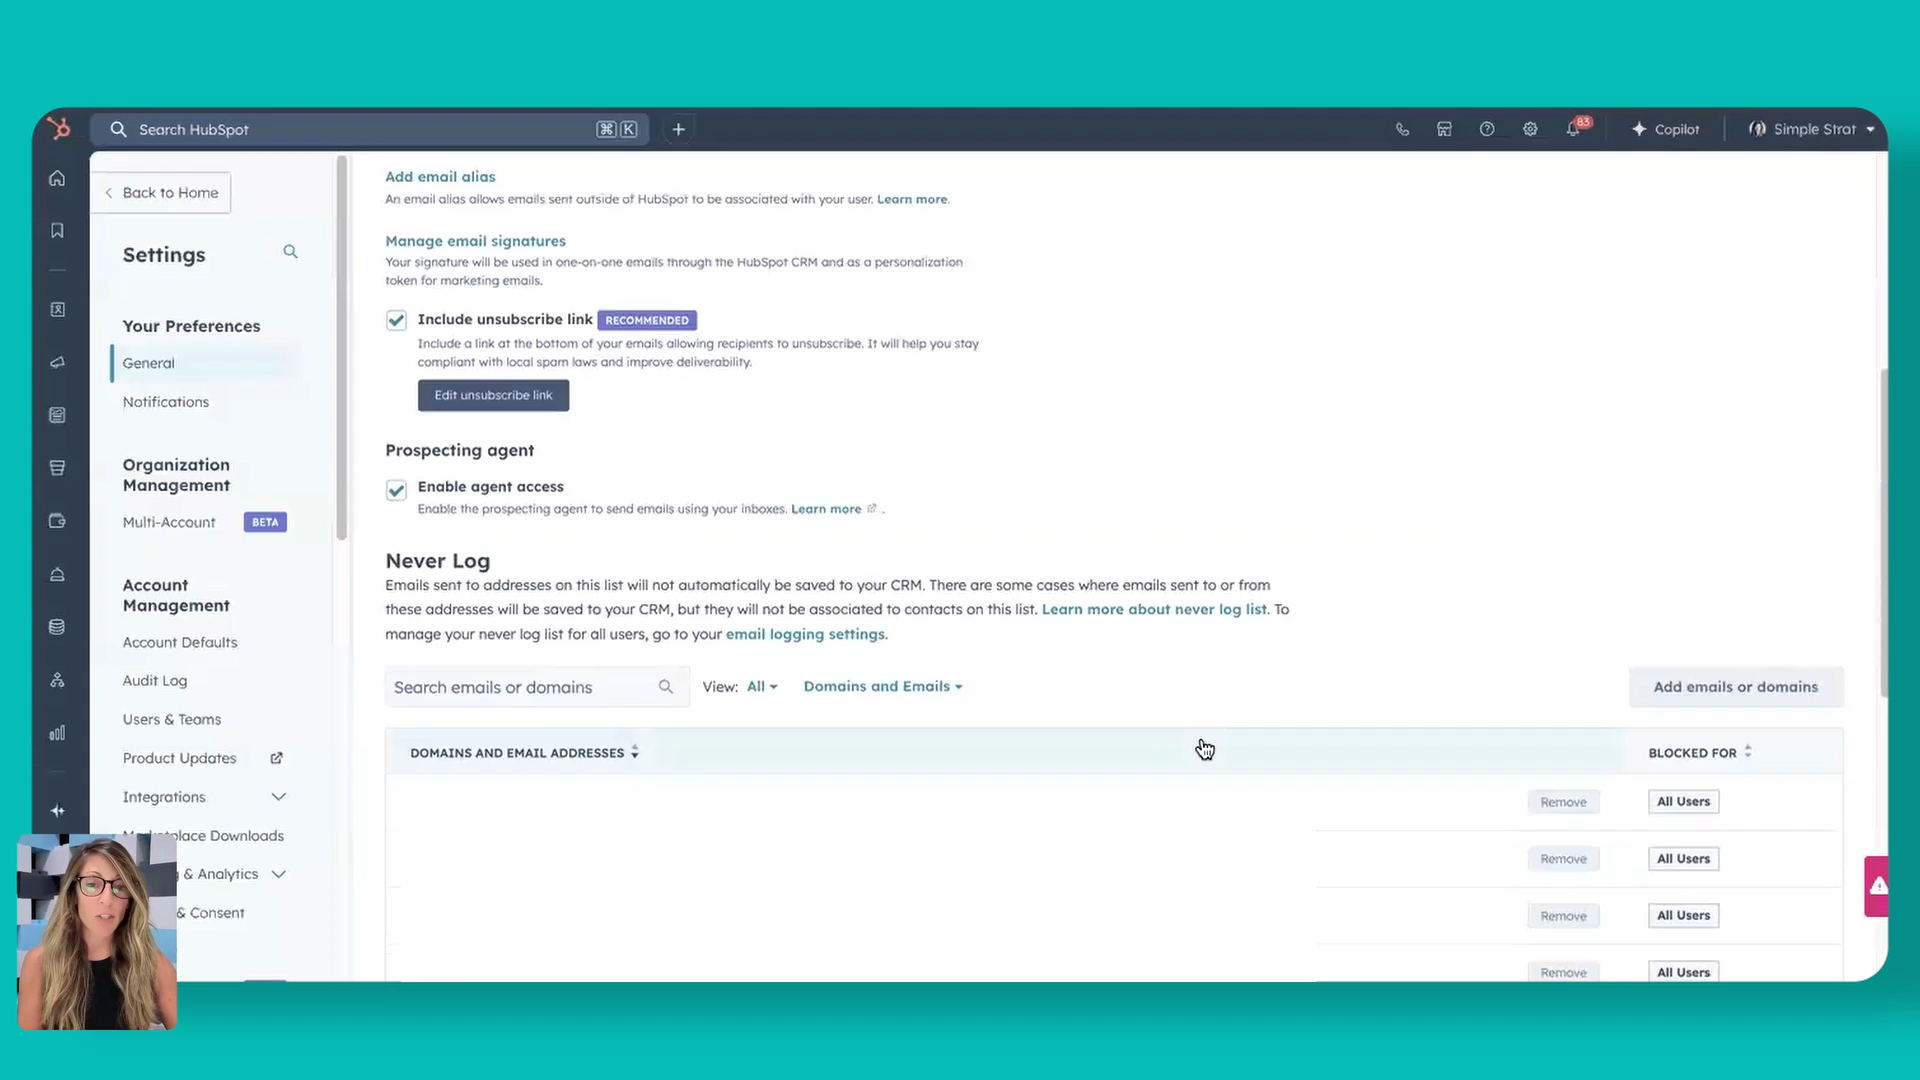 Search HubSpot
⌘ K
+
83
Copilot
Simple Strat
Back to Home
Settings
Your Preferences
General
Notifications
Organization
Management
Multi-Account BETA
Account
Management
Account Defaults
Audit Log
Users & Teams
Product Updates
Integrations
place Downloads
& Analytics
& Consent
Add email alias
An email alias allows emails sent outside of HubSpot to be associated with your user. Learn more.
Manage email signatures
Your signature will be used in one-on-one emails through the HubSpot CRM and as a personalization
token for marketing emails.
Include unsubscribe link RECOMMENDED
Include a link at the bottom of your emails allowing recipients to unsubscribe. It will help you stay
compliant with local spam laws and improve deliverability.
Edit unsubscribe link
Prospecting agent
Enable agent access
Enable the prospecting agent to send emails using your inboxes. Learn more .
Never Log
Emails sent to addresses on this list will not automatically be saved to your CRM. There are some cases where emails sent to or from
these addresses will be saved to your CRM, but they will not be associated to contacts on this list. Learn more about never log list. To
manage your never log list for all users, go to your email logging settings.
Search emails or domains
View: All
Domains and Emails
Add emails or domains
DOMAINS AND EMAIL ADDRESSES
BLOCKED FOR
Remove All Users
Remove All Users
Remove All Users
Remove All Users